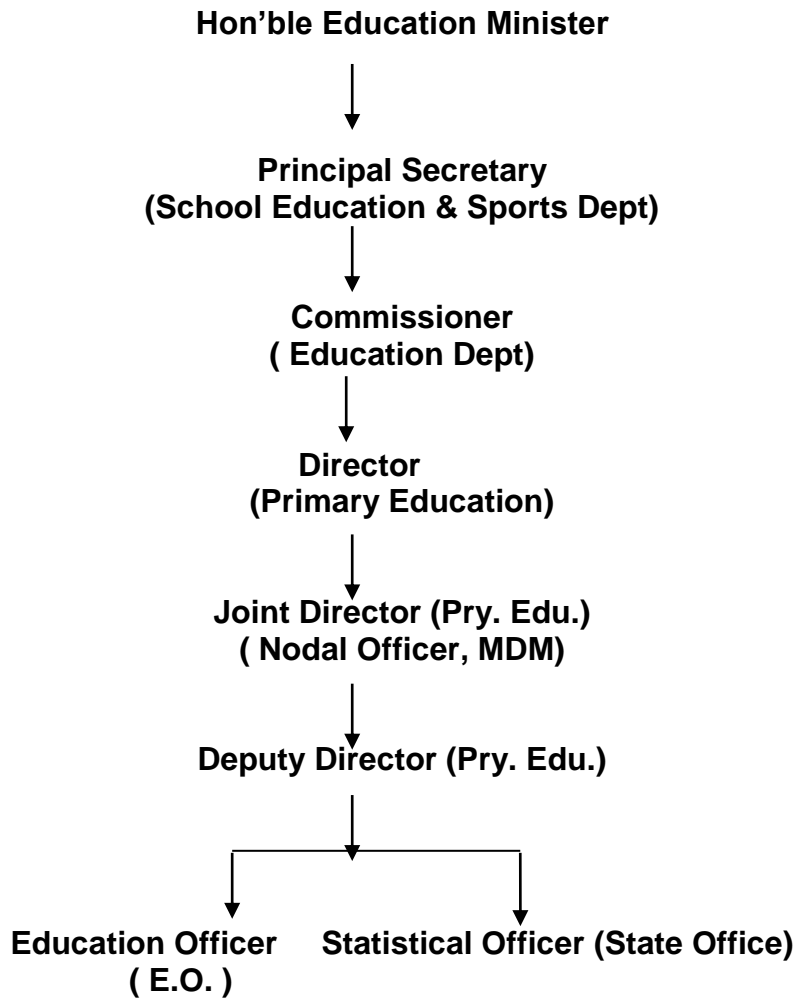 Hon’ble Education Minister
Principal Secretary
(School Education & Sports Dept)
Commissioner
( Education Dept)
Director
(Primary Education)
Joint Director (Pry. Edu.)
( Nodal Officer, MDM)
Deputy Director (Pry. Edu.)
Education Officer Statistical Officer (State Office)
( E.O. )